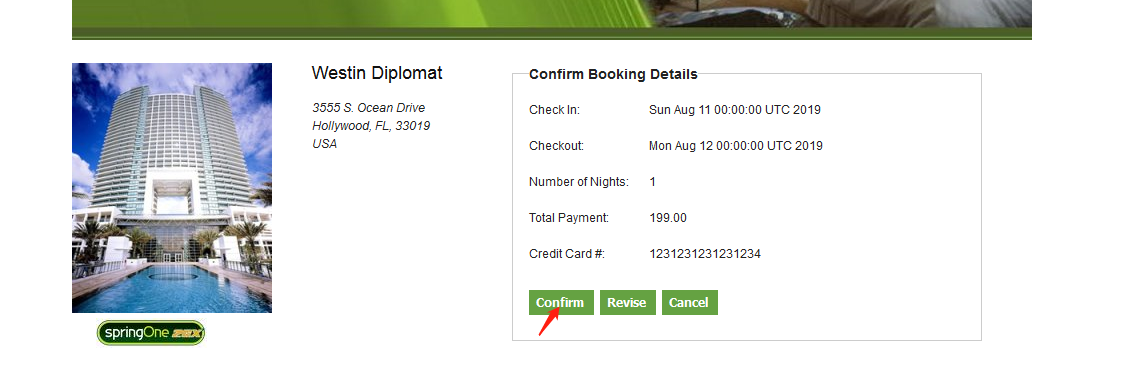 Westin Diplomat
3555 S. Ocean Drive
Hollywood, FL, 33019
USA
Confirm Booking Details
Check In: Sun Aug 11 00:00:00 UTC 2019
Checkout: Mon Aug 12 00:00:00 UTC 2019
Number of Nights: 1
Total Payment: 199.00
Credit Card #: 1231231231231234
Confirm Revise Cancel
springOne 2GX